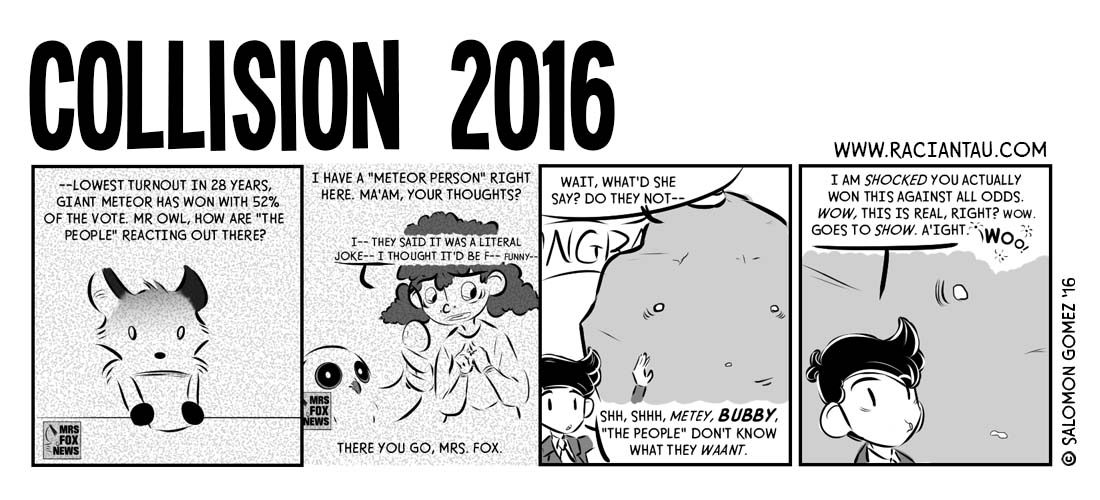 COLLISION 2016
WWW.RACIANTAU.COM
--LOWEST TURNOUT IN 28 YEARS,
GIANT METEOR HAS WON WITH 52%
OF THE VOTE. MR OWL, HOW ARE "THE
PEOPLE" REACTING OUT THERE?
MRS
FOX
NEWS
I HAVE A "METEOR PERSON" RIGHT
HERE. MA'AM, YOUR THOUGHTS?
I-- THEY SAID IT WAS A LITERAL
JOKE-- I THOUGHT IT'D BE F-- FUNNY--
MRS
FOX
NEWS
THERE YOU GO, MRS. FOX.
WAIT, WHAT'D SHE
SAY? DO THEY NOT--
ONGRA
SHH, SHHH, METEY, BUBBY,
"THE PEOPLE" DON'T KNOW
WHAT THEY WAANT.
I AM SHOCKED YOU ACTUALLY
WON THIS AGAINST ALL ODDS.
WOW, THIS IS REAL, RIGHT? WOW.
GOES TO SHOW. A'IGHT.
WOO!
© SALOMON GOMEZ '16